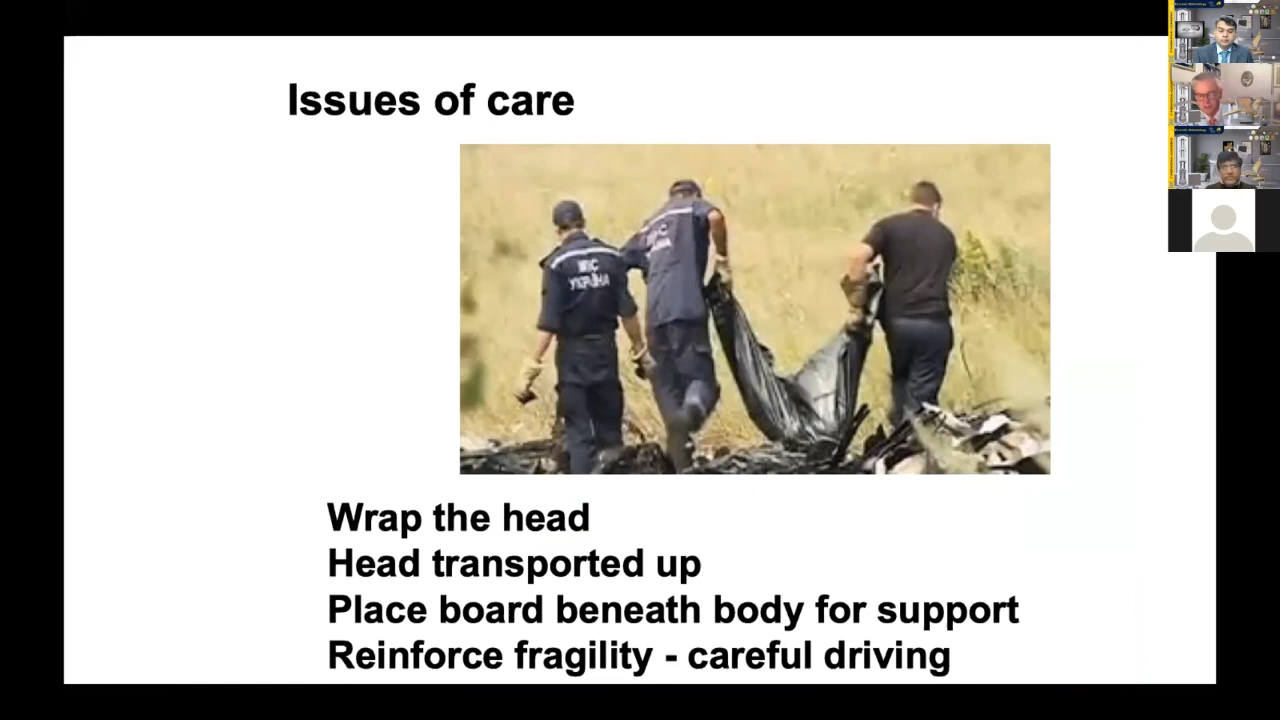 Issues of care
УКРАЇНА
Wrap the head
Head transported up
Place board beneath body for support
Reinforce fragility - careful driving